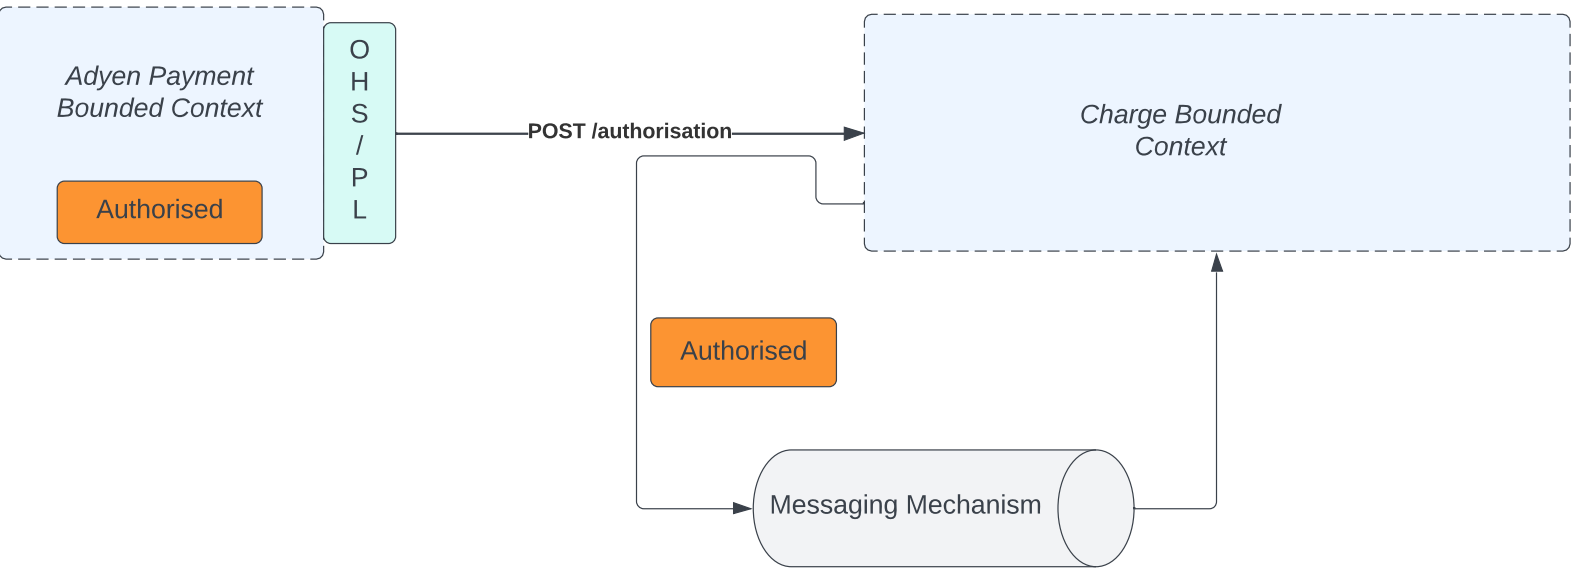 Adyen Payment
Bounded Context
Authorised
O
H
S
/
P
L
POST /authorisation
Charge Bounded
Context
Authorised
Messaging Mechanism